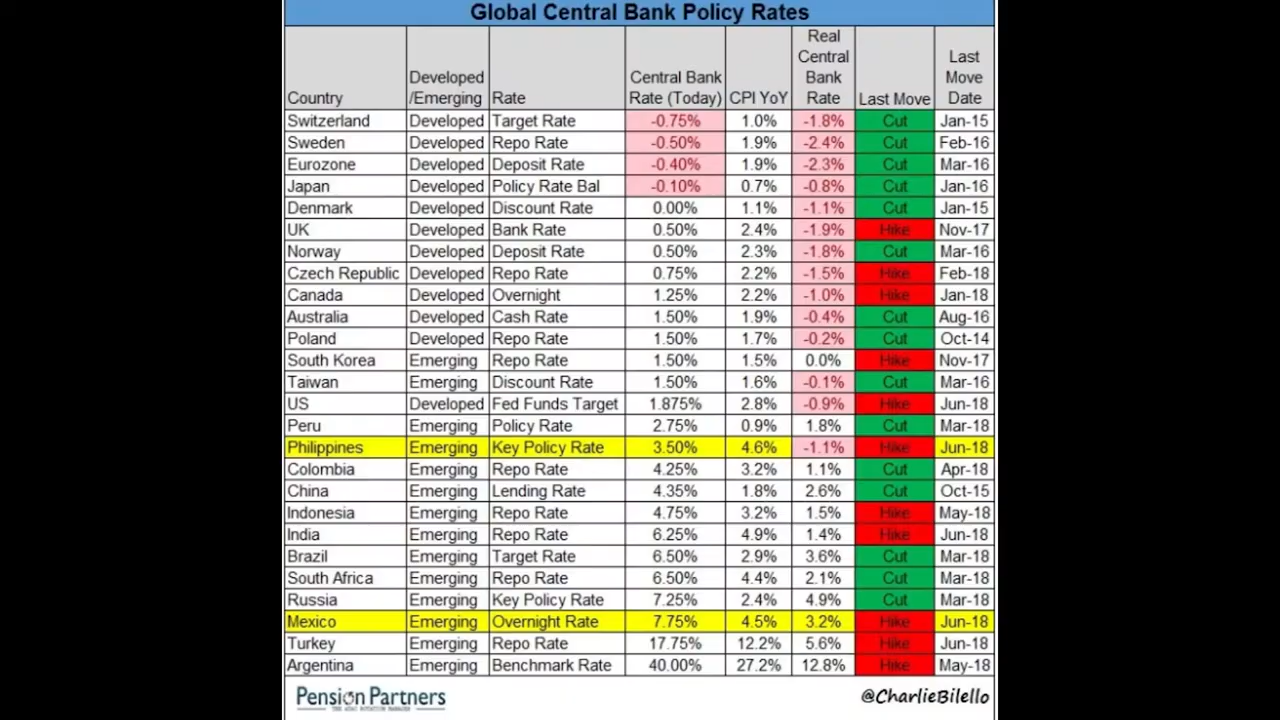 Global Central Bank Policy Rates
Country Developed /Emerging Rate Central Bank Rate (Today) CPI YoY Real Central Bank Rate Last Move Last Move Date
Switzerland Developed Target Rate -0.75% 1.0% -1.8% Cut Jan-15
Sweden Developed Repo Rate -0.50% 1.9% -2.4% Cut Feb-16
Eurozone Developed Deposit Rate -0.40% 1.9% -2.3% Cut Mar-16
Japan Developed Policy Rate Bal -0.10% 0.7% -0.8% Cut Jan-16
Denmark Developed Discount Rate 0.00% 1.1% -1.1% Cut Jan-15
UK Developed Bank Rate 0.50% 2.4% -1.9% Hike Nov-17
Norway Developed Deposit Rate 0.50% 2.3% -1.8% Cut Mar-16
Czech Republic Developed Repo Rate 0.75% 2.2% -1.5% Hike Feb-18
Canada Developed Overnight 1.25% 2.2% -1.0% Hike Jan-18
Australia Developed Cash Rate 1.50% 1.9% -0.4% Cut Aug-16
Poland Developed Repo Rate 1.50% 1.7% -0.2% Cut Oct-14
South Korea Emerging Repo Rate 1.50% 1.5% 0.0% Hike Nov-17
Taiwan Emerging Discount Rate 1.50% 1.6% -0.1% Cut Mar-16
US Developed Fed Funds Target 1.875% 2.8% -0.9% Hike Jun-18
Peru Emerging Policy Rate 2.75% 0.9% 1.8% Cut Mar-18
Philippines Emerging Key Policy Rate 3.50% 4.6% -1.1% Hike Jun-18
Colombia Emerging Repo Rate 4.25% 3.2% 1.1% Cut Apr-18
China Emerging Lending Rate 4.35% 1.8% 2.6% Cut Oct-15
Indonesia Emerging Repo Rate 4.75% 3.2% 1.5% Hike May-18
India Emerging Repo Rate 6.25% 4.9% 1.4% Hike Jun-18
Brazil Emerging Target Rate 6.50% 2.9% 3.6% Cut Mar-18
South Africa Emerging Repo Rate 6.50% 4.4% 2.1% Cut Mar-18
Russia Emerging Key Policy Rate 7.25% 2.4% 4.9% Cut Mar-18
Mexico Emerging Overnight Rate 7.75% 4.5% 3.2% Hike Jun-18
Turkey Emerging Repo Rate 17.75% 12.2% 5.6% Hike Jun-18
Argentina Emerging Benchmark Rate 40.00% 27.2% 12.8% Hike May-18
Pension Partners @CharlieBilello
THE ATAC ROTATION MANAGER